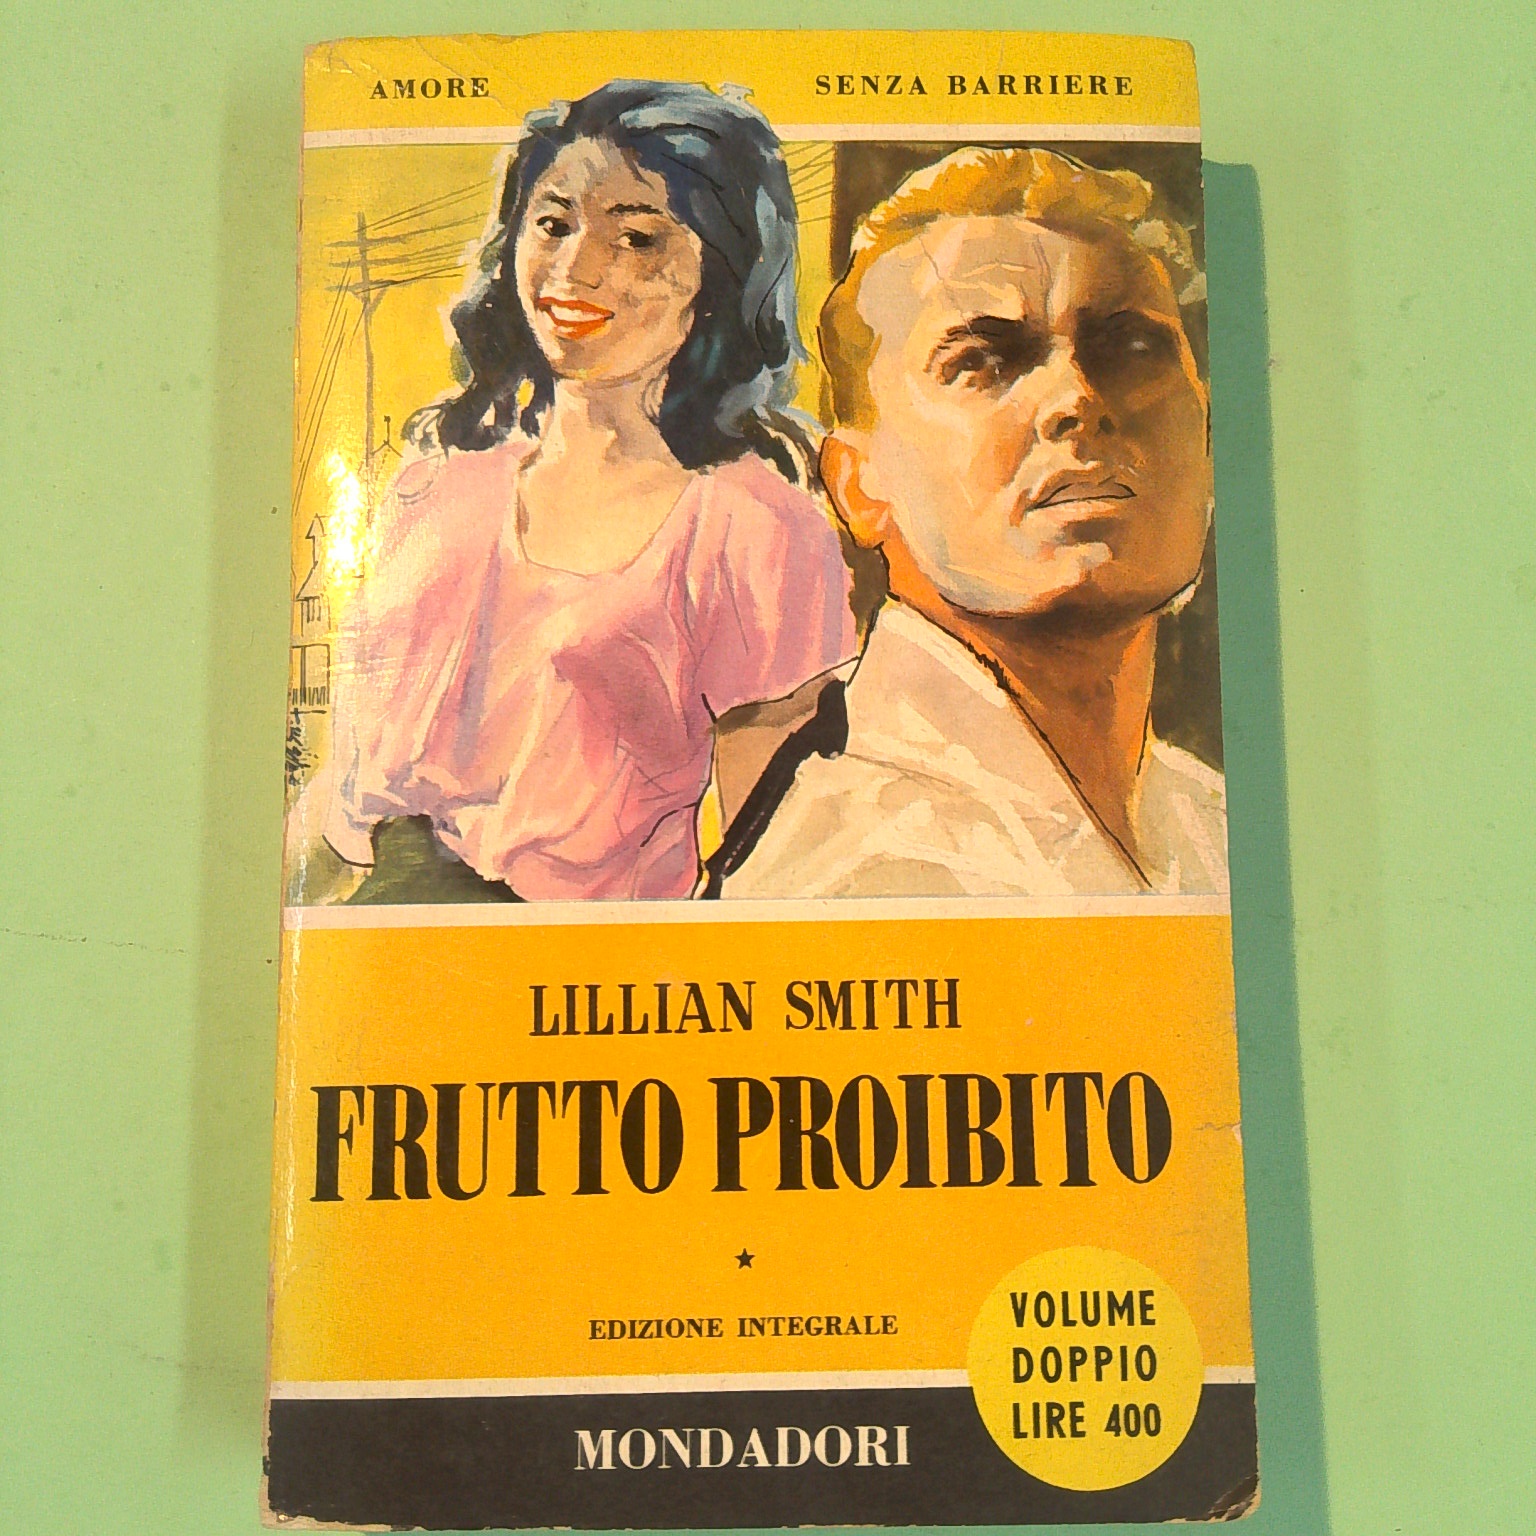 AMORE SENZA BARRIERE
LILLIAN SMITH
FRUTTO PROIBITO
EDIZIONE INTEGRALE
VOLUME
DOPPIO
LIRE 400
MONDADORI